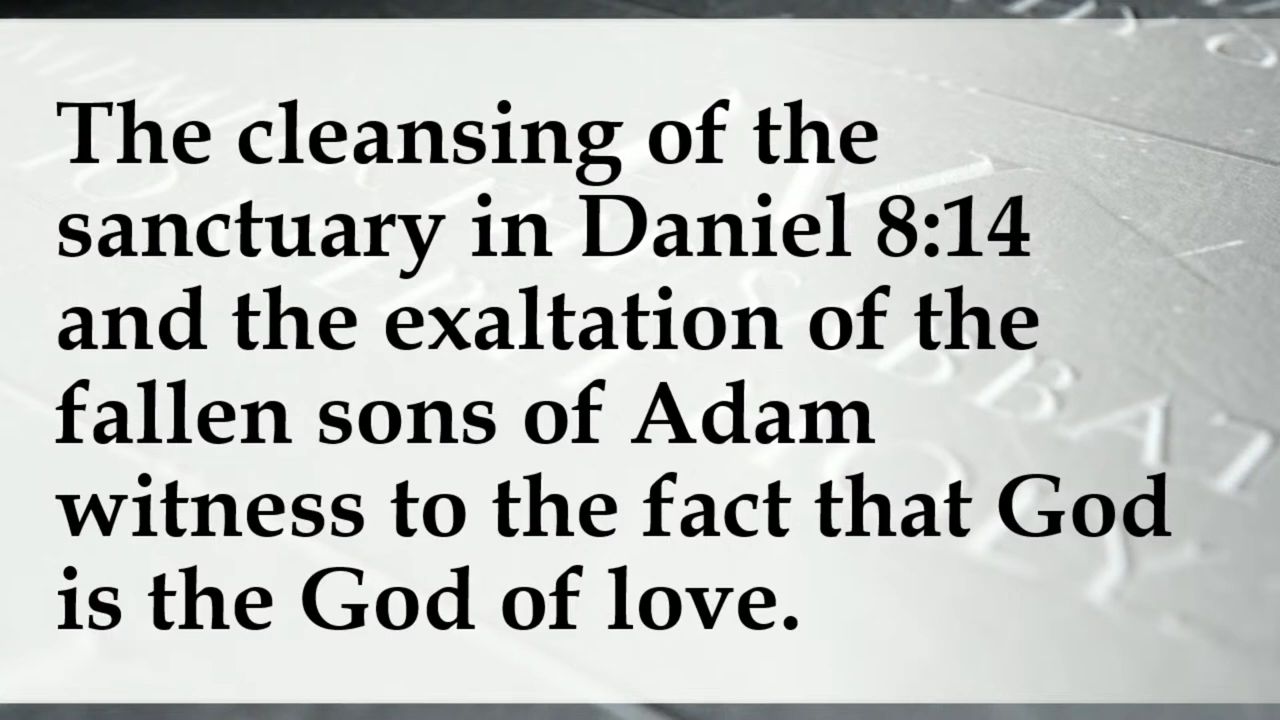 The cleansing of the
sanctuary in Daniel 8:14
and the exaltation of the
fallen sons of Adam
witness to the fact that God
is the God of love.